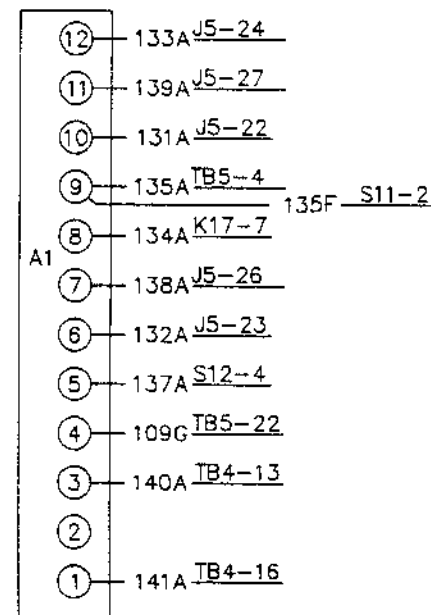 12 133A J5-24
11 139A J5-27
10 131A J5-22
9 135A TB5-4
135F S11-2
8 134A K17-7
A1
7 138A J5-26
6 132A J5-23
5 137A S12-4
4 109G TB5-22
3 140A TB4-13
2
1 141A TB4-16